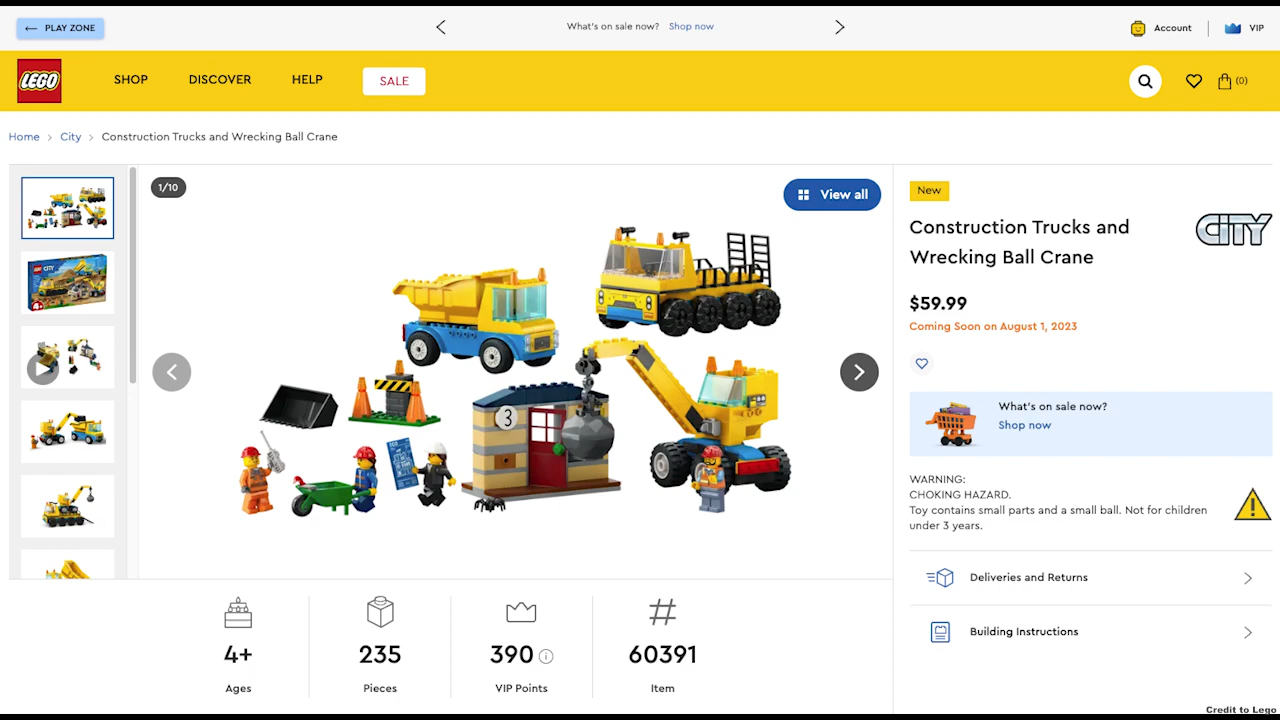 ← PLAY ZONE
What's on sale now? Shop now
Account
VIP
LEGO
SHOP
DISCOVER
HELP
SALE
(0)
Home > City > Construction Trucks and Wrecking Ball Crane
1/10
View all
CITY
3
New
Construction Trucks and
Wrecking Ball Crane
CITY
$59.99
Coming Soon on August 1, 2023
What's on sale now?
Shop now
WARNING:
CHOKING HAZARD.
Toy contains small parts and a small ball. Not for children
under 3 years.
Deliveries and Returns
Building Instructions
4+
235
390
60391
Ages
Pieces
VIP Points
Item
Credit to Lego